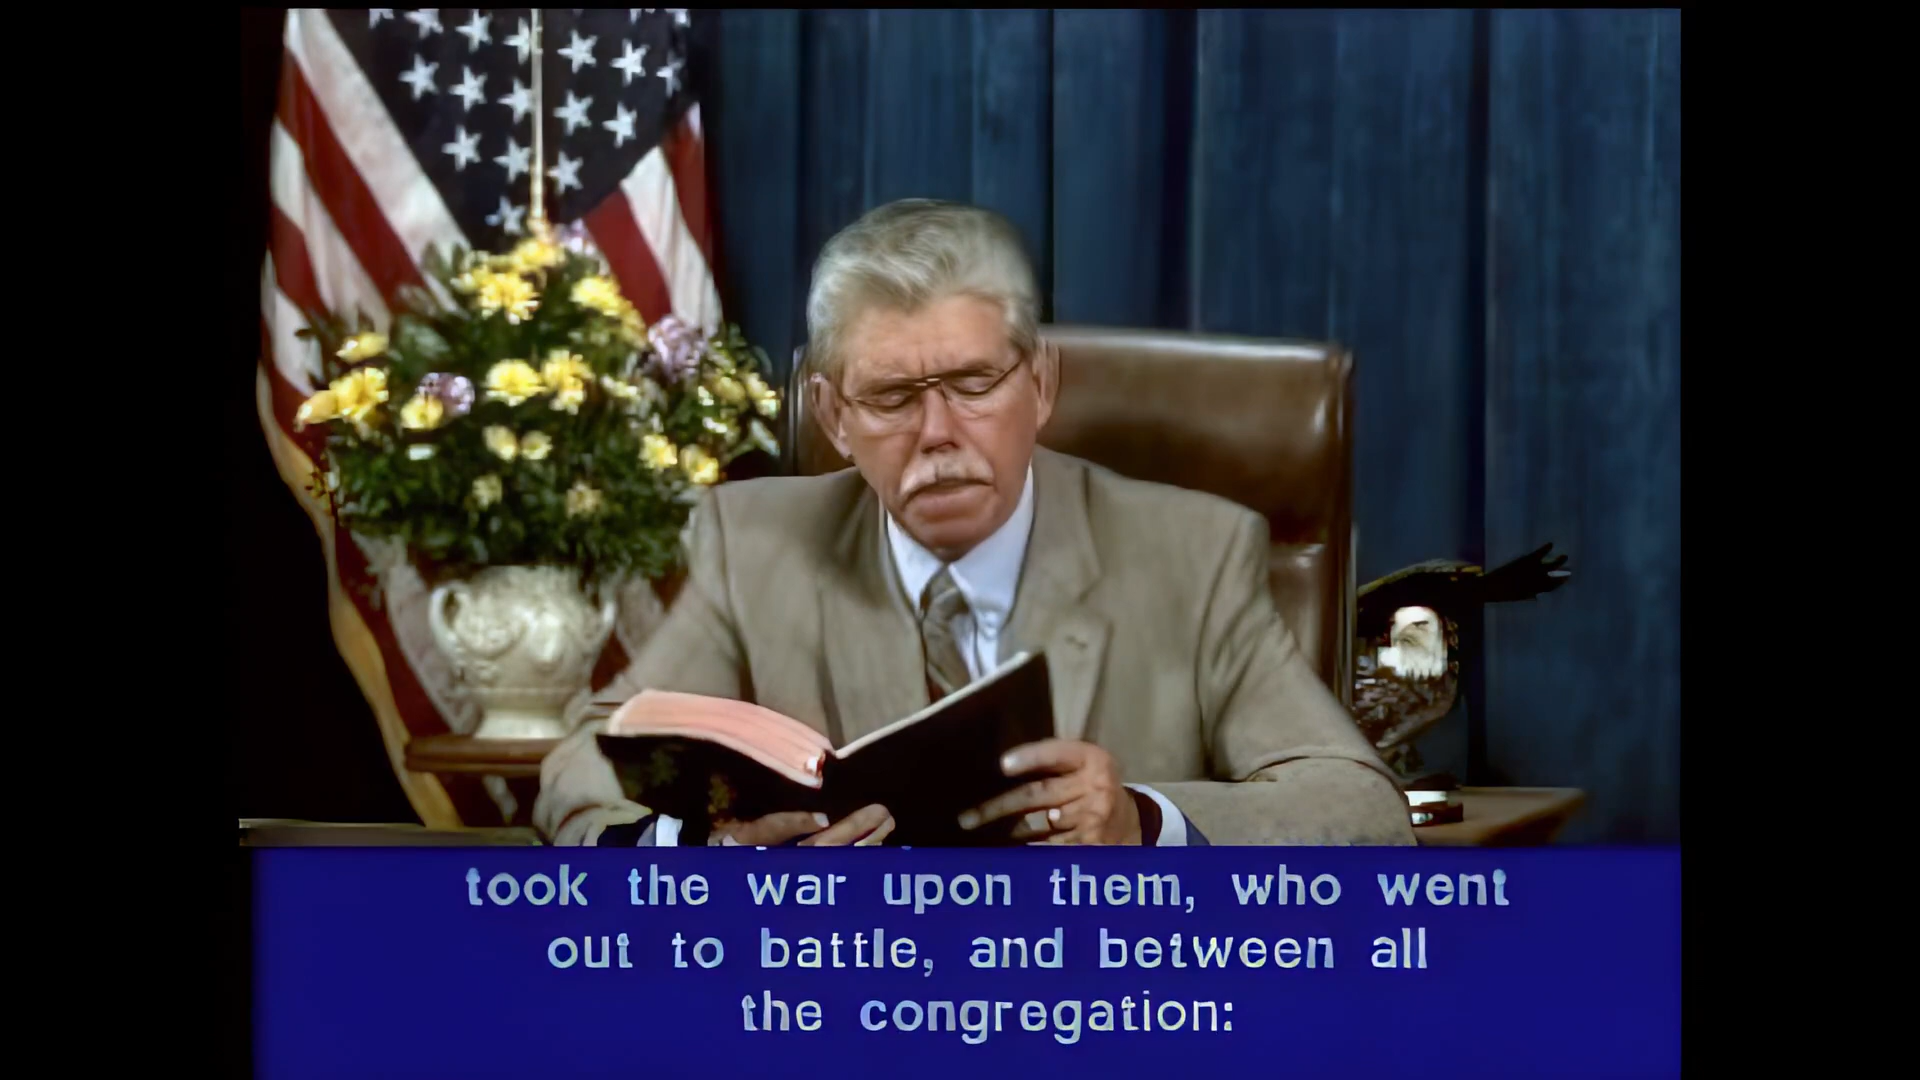 took the war upon them, who went
out to battle, and between all
the congregation: